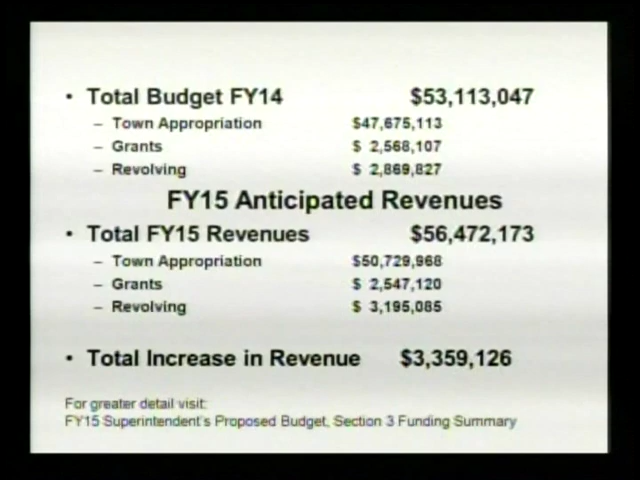 • Total Budget FY14 $53,113,047
– Town Appropriation $47,675,113
– Grants $ 2,568,107
– Revolving $ 2,869,827
FY15 Anticipated Revenues
• Total FY15 Revenues $56,472,173
– Town Appropriation $50,729,968
– Grants $ 2,547,120
– Revolving $ 3,195,085
• Total Increase in Revenue $3,359,126
For greater detail visit:
FY15 Superintendent's Proposed Budget, Section 3 Funding Summary